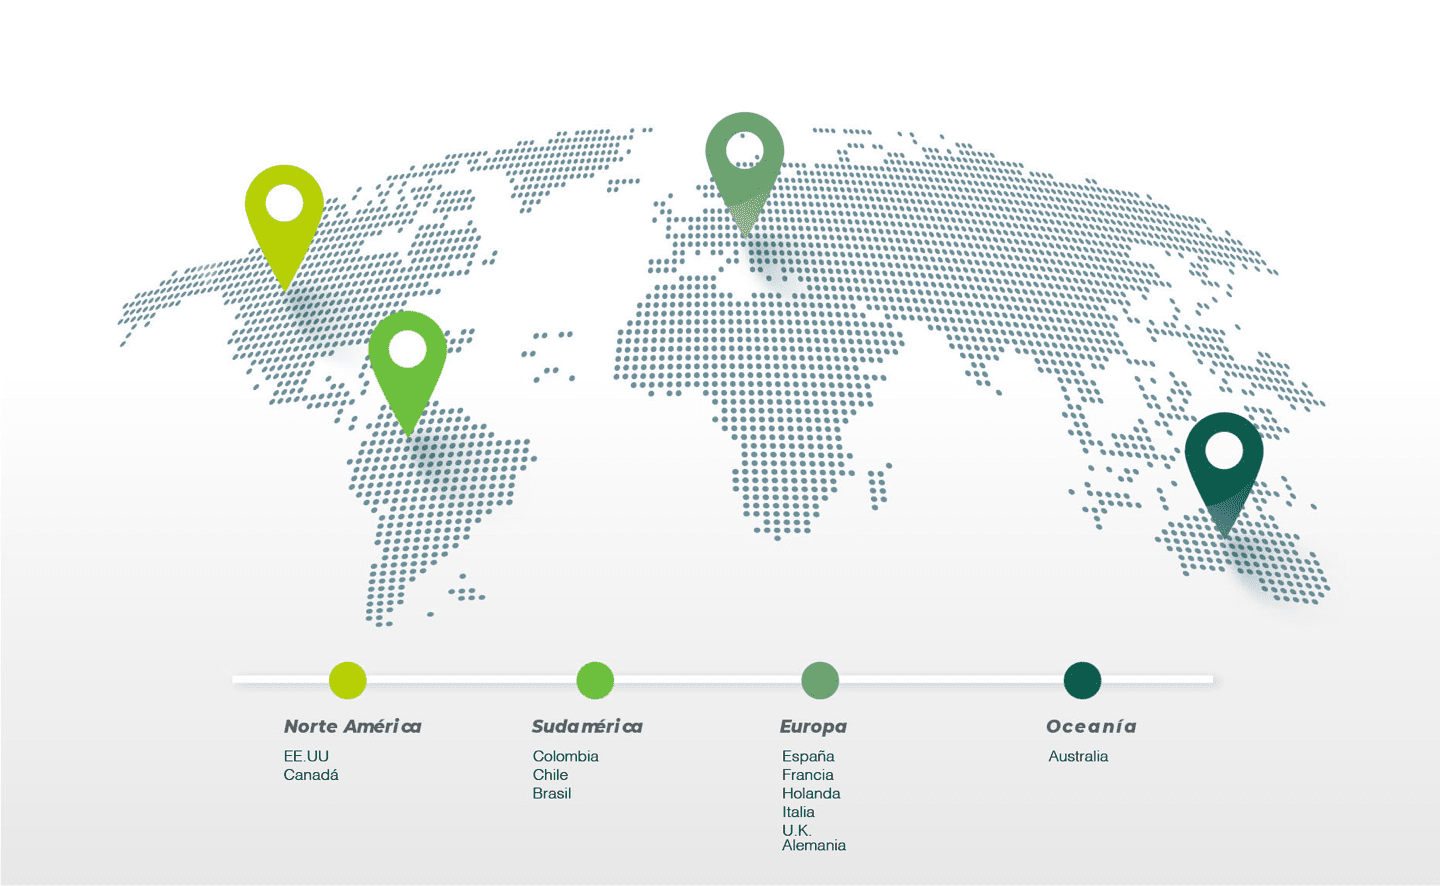 Norte América
EE.UU
Canadá
Sudamérica
Colombia
Chile
Brasil
Europa
España
Francia
Holanda
Italia
U.K.
Alemania
Oceanía
Australia